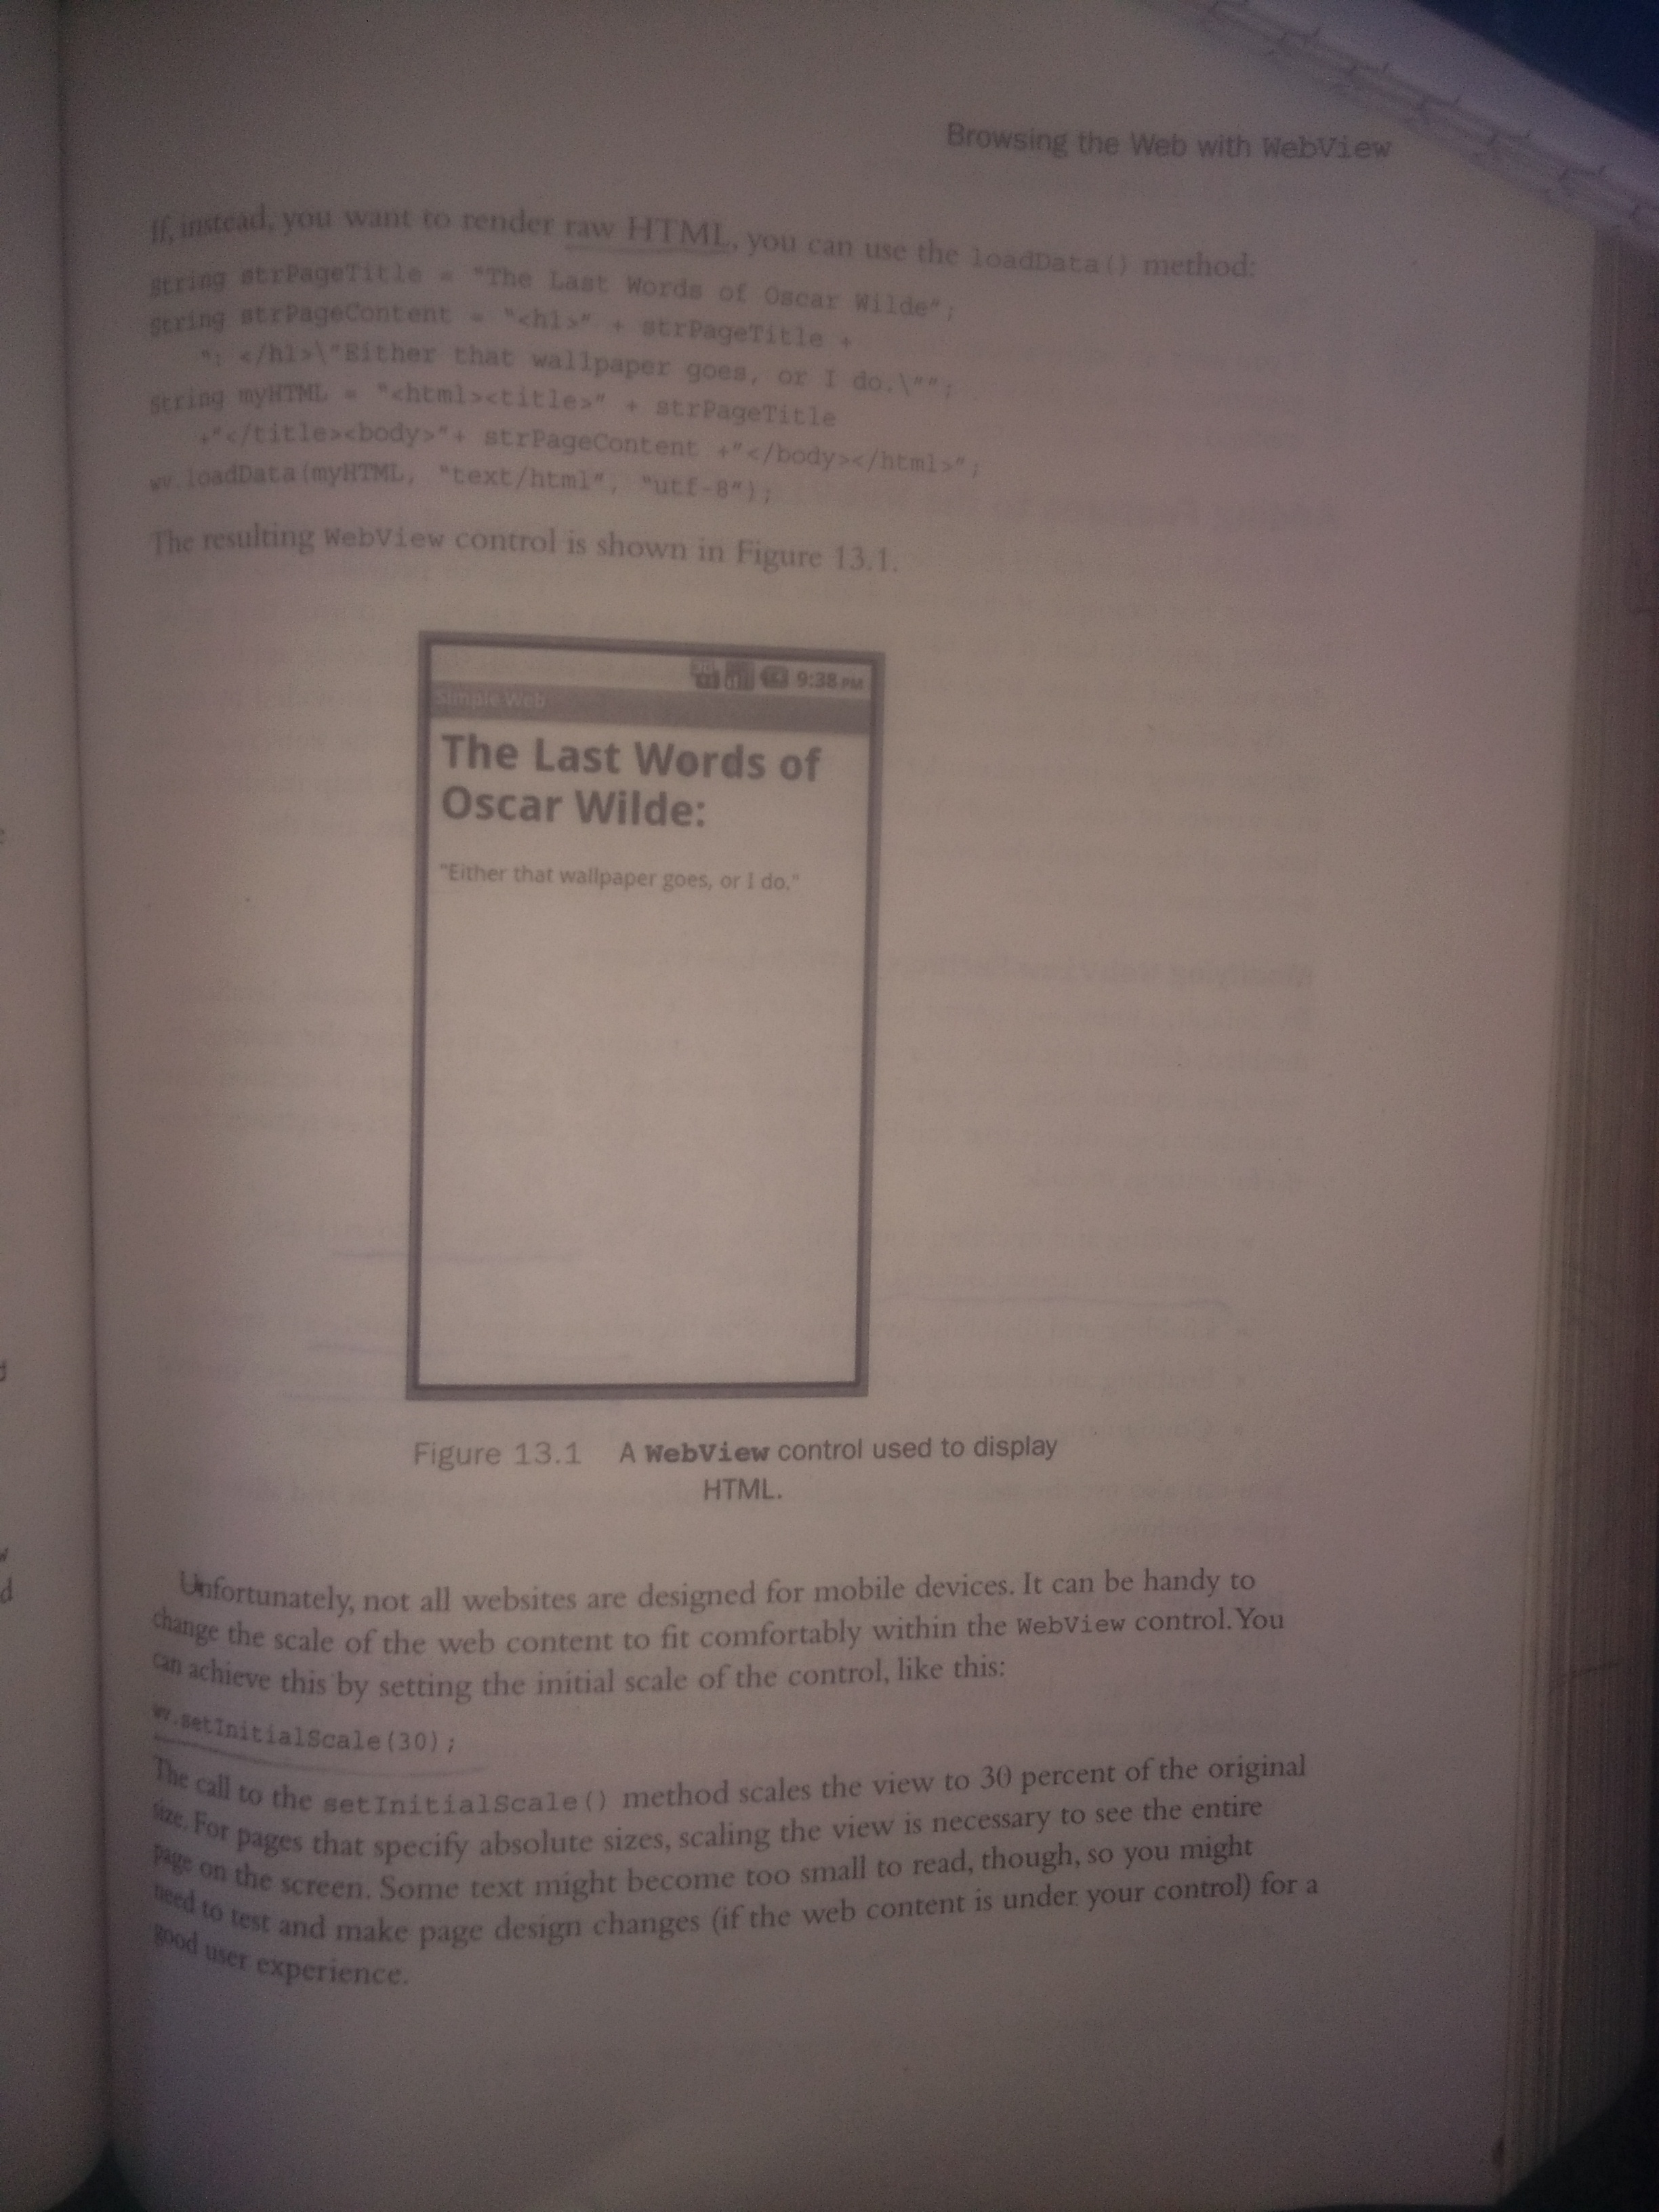 Browsing the Web with WebView
If, instead, you want to render raw HTML, you can use the loadData() method:
String strPageTitle = "The Last Words of Oscar Wilde";
String strPageContent = "<h1>" + strPageTitle +
": </h1>\"Either that wallpaper goes, or I do.\"";
String myHTML = "<html><title>" + strPageTitle
+"</title><body>"+ strPageContent +"</body></html>";
wv.loadData(myHTML, "text/html", "utf-8");
The resulting WebView control is shown in Figure 13.1.
9:38 PM
Simple Web
The Last Words of
Oscar Wilde:
"Either that wallpaper goes, or I do."
Figure 13.1 A WebView control used to display
HTML.
Unfortunately, not all websites are designed for mobile devices. It can be handy to
change the scale of the web content to fit comfortably within the WebView control. You
can achieve this by setting the initial scale of the control, like this:
wv.setInitialScale(30);
The call to the setInitialScale() method scales the view to 30 percent of the original
size. For pages that specify absolute sizes, scaling the view is necessary to see the entire
page on the screen. Some text might become too small to read, though, so you might
need to test and make page design changes (if the web content is under your control) for a
good user experience.